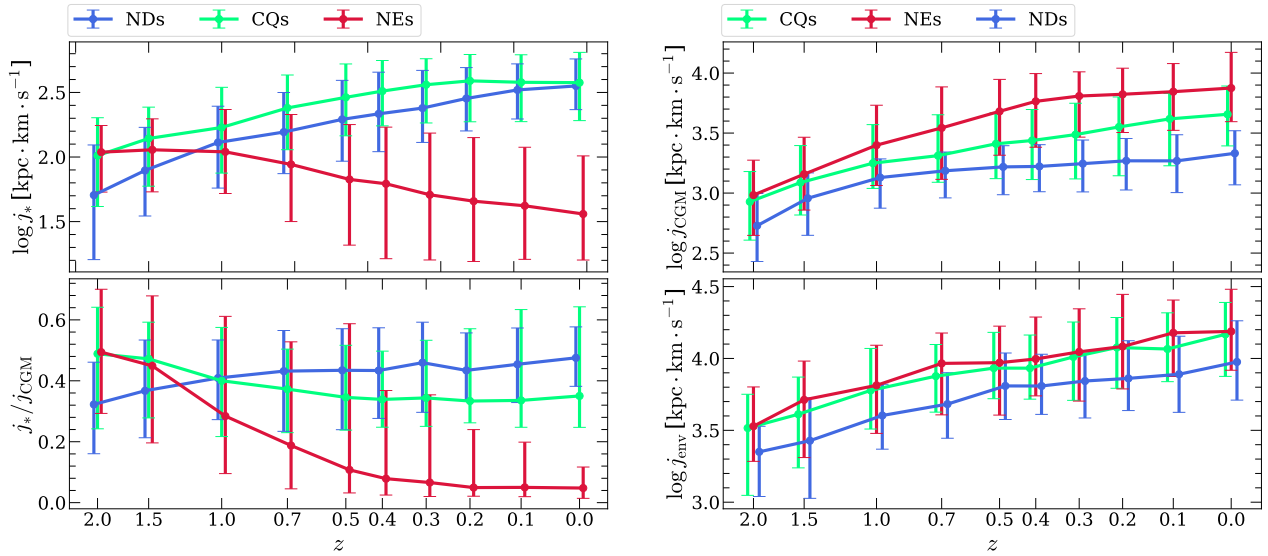 NDs CQs NEs
CQs NEs NDs
log j* [kpc · km · s⁻¹]
2.5
2.0
1.5
log jCGM [kpc · km · s⁻¹]
4.0
3.5
3.0
2.5
j*/jCGM
0.6
0.4
0.2
0.0
2.0 1.5 1.0 0.7 0.5 0.4 0.3 0.2 0.1 0.0
z
log jenv [kpc · km · s⁻¹]
4.5
4.0
3.5
3.0
2.0 1.5 1.0 0.7 0.5 0.4 0.3 0.2 0.1 0.0
z